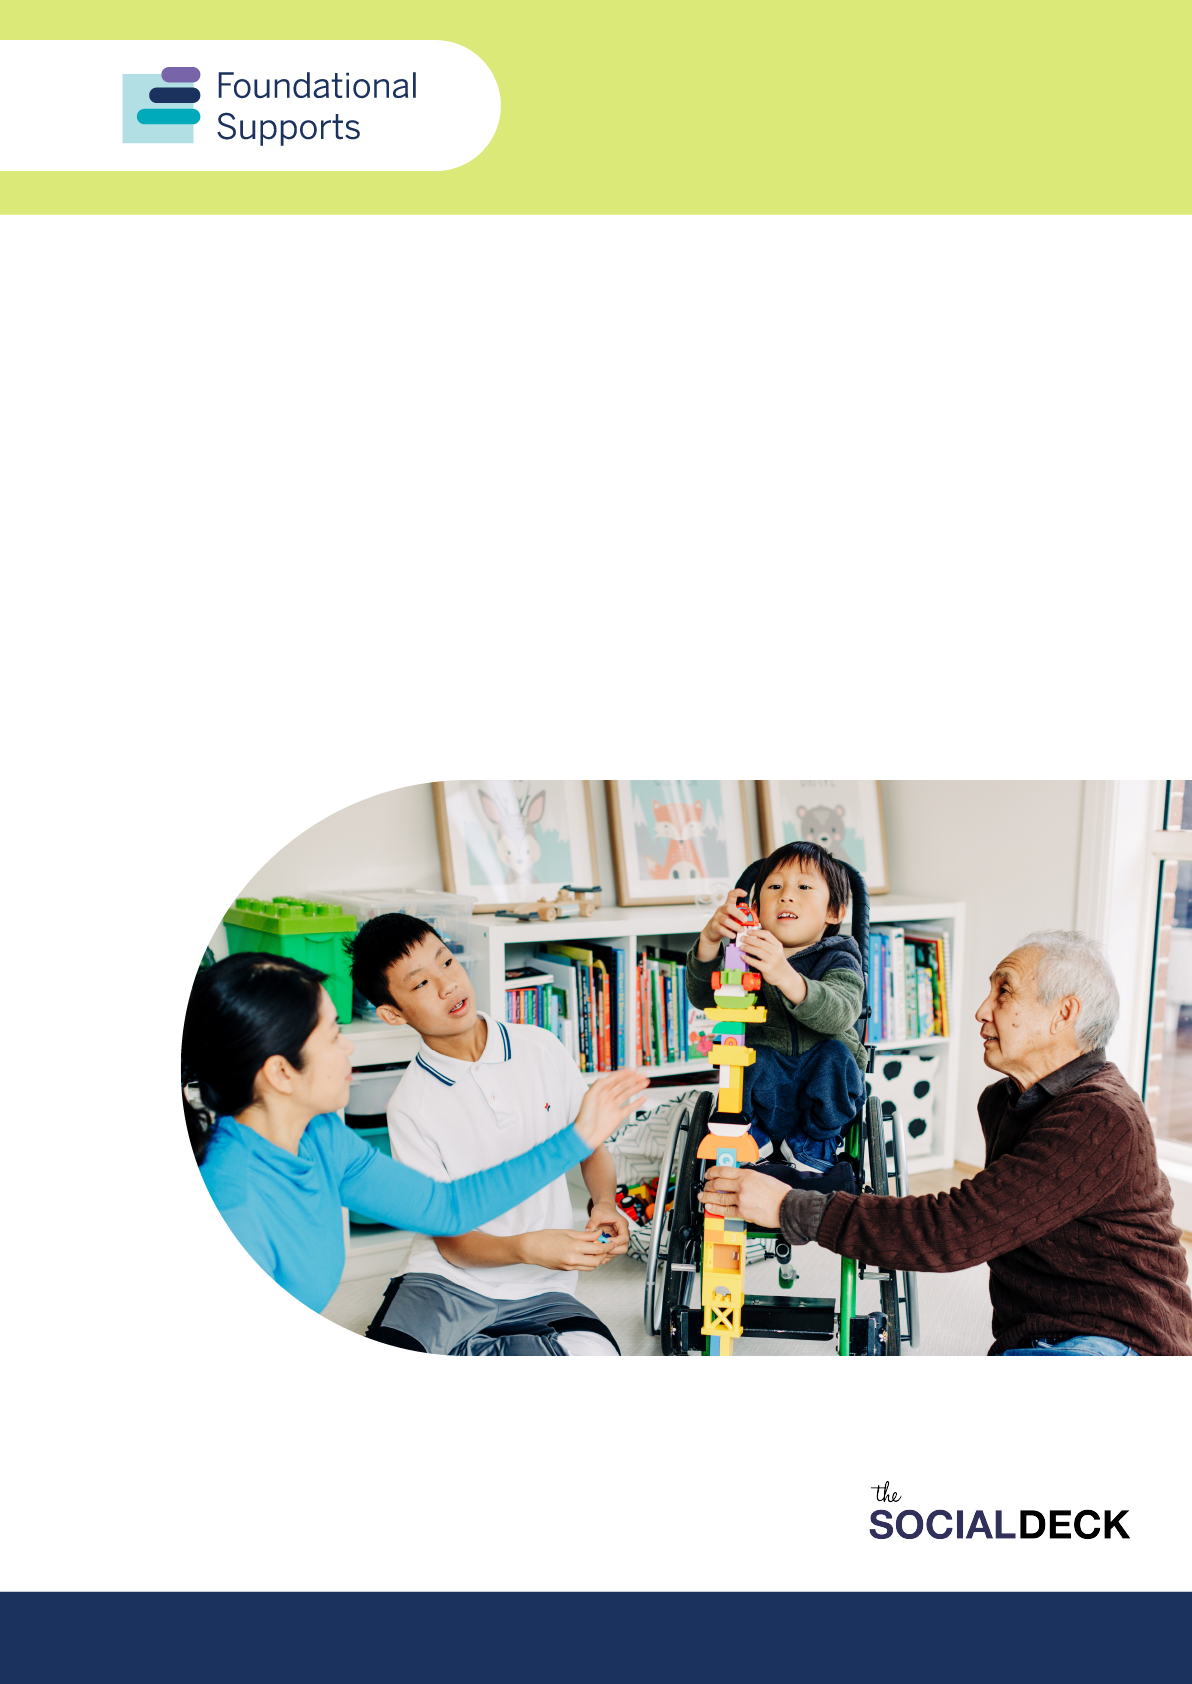 Foundational
Supports
the
SOCIALDECK